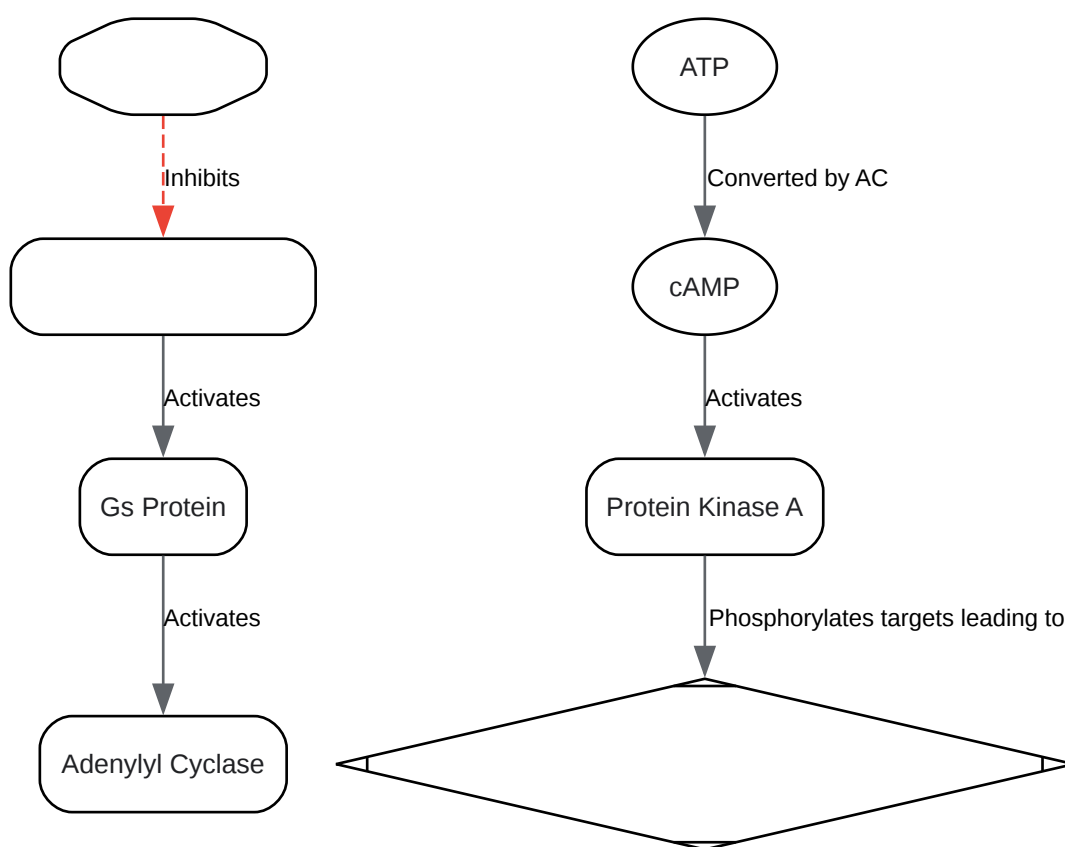 ATP
Inhibits
Converted by AC
cAMP
Activates
Activates
Gs Protein
Protein Kinase A
Activates
Phosphorylates targets leading to
Adenylyl Cyclase